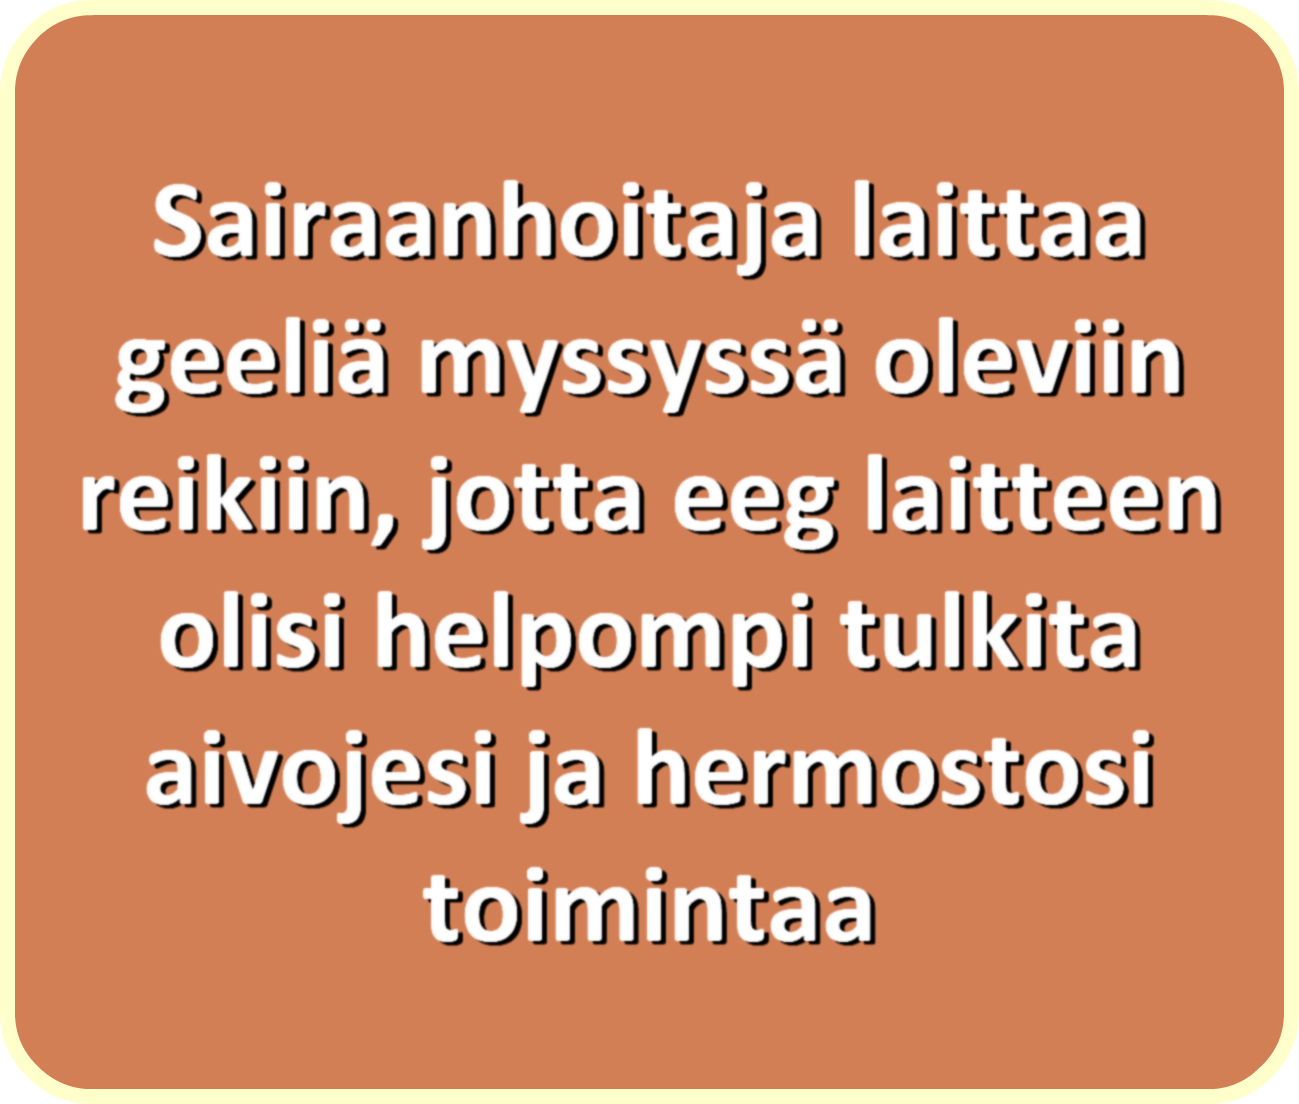 Sairaanhoitaja laittaa
geeliä myssyssä oleviin
reikiin, jotta eeg laitteen
olisi helpompi tulkita
aivojesi ja hermostosi
toimintaa